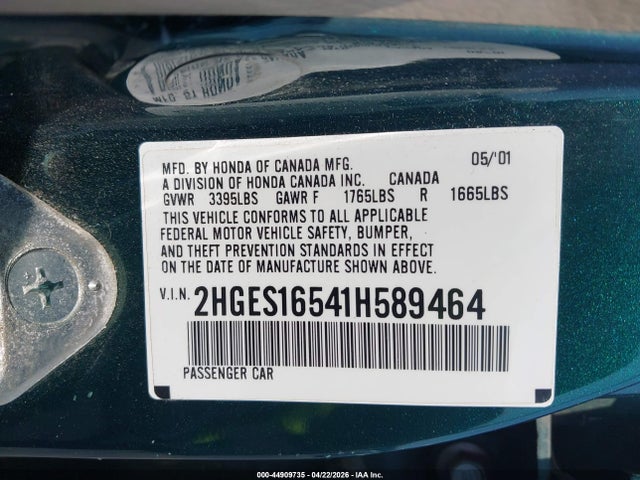 MFD. BY HONDA OF CANADA MFG. 05/'01
A DIVISION OF HONDA CANADA INC. CANADA
GVWR 3395LBS GAWR F 1765LBS R 1665LBS
THIS VEHICLE CONFORMS TO ALL APPLICABLE
FEDERAL MOTOR VEHICLE SAFETY, BUMPER,
AND THEFT PREVENTION STANDARDS IN EFFECT
ON THE DATE OF MANUFACTURE SHOWN ABOVE.
V.I.N. 2HGES16541H589464
PASSENGER CAR
000-44909735 - 04/22/2026 - IAA Inc.